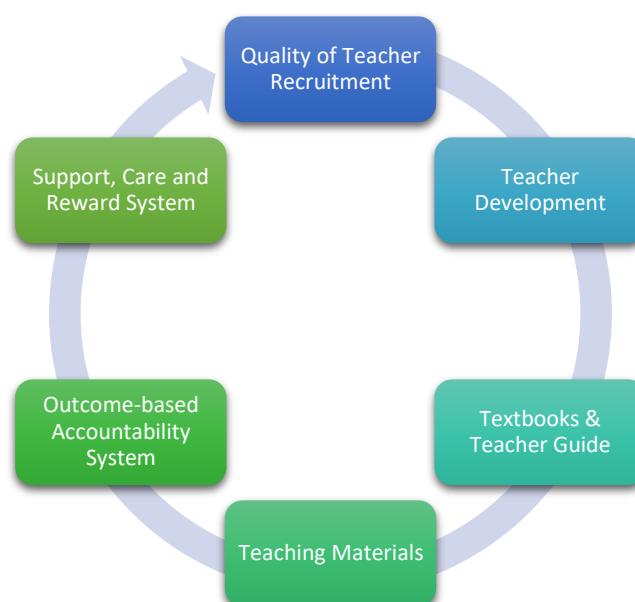 Quality of Teacher
Recruitment
Teacher
Development
Textbooks &
Teacher Guide
Teaching Materials
Outcome-based
Accountability
System
Support, Care and
Reward System